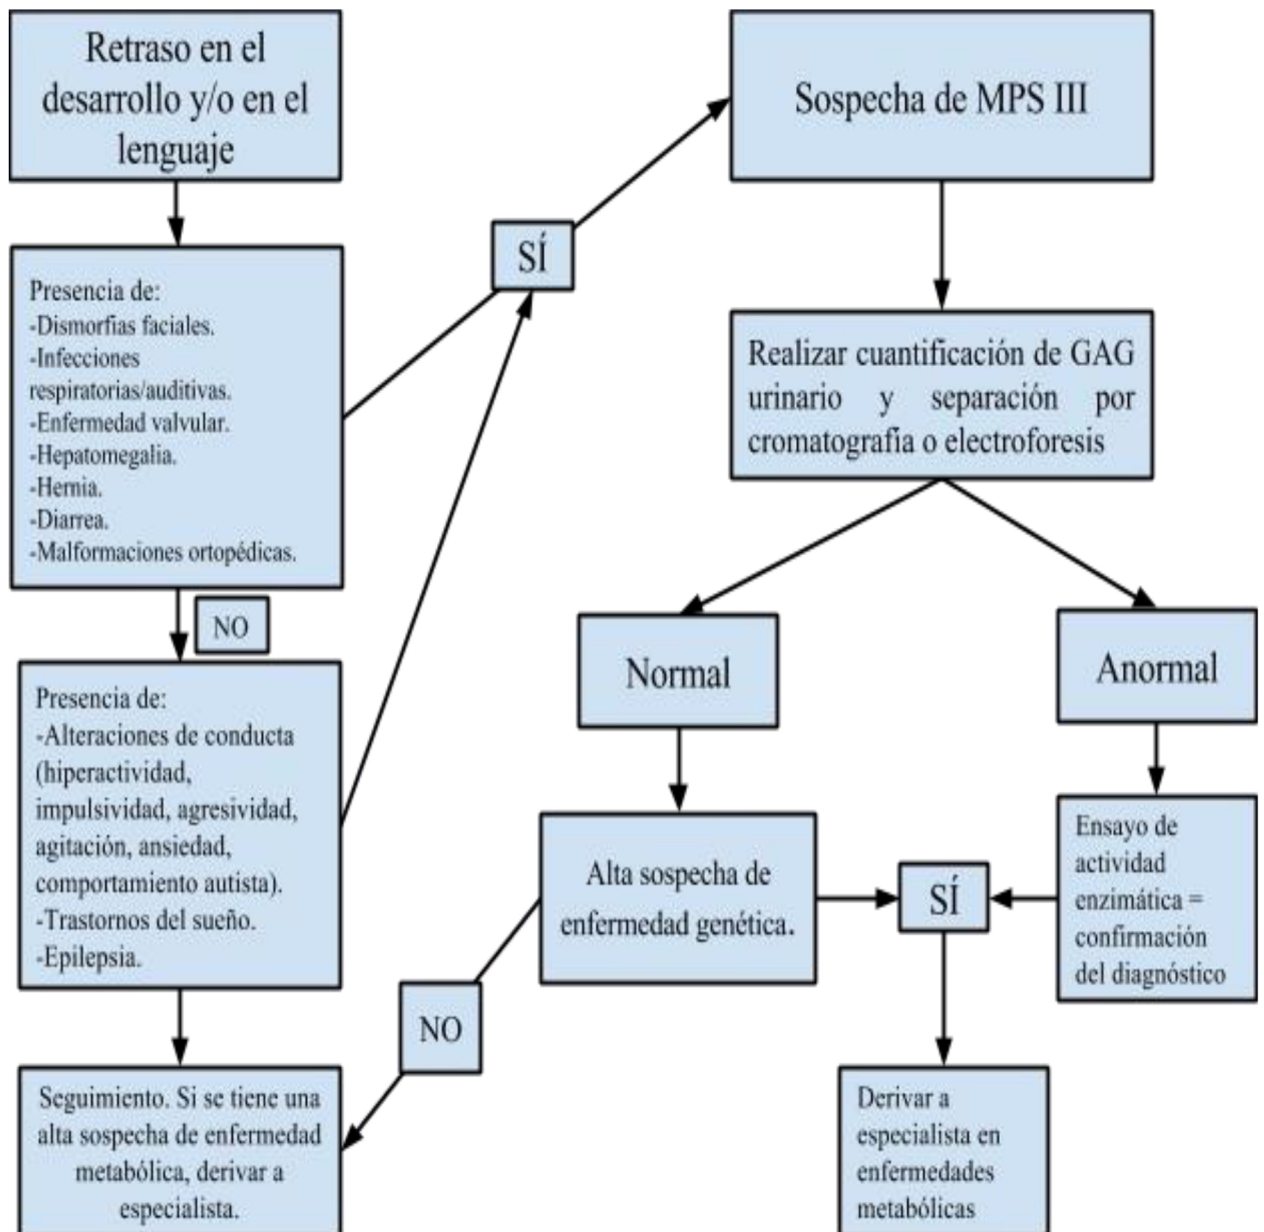 Retraso en el
desarrollo y/o en el
lenguaje
Presencia de:
-Dismorfias faciales.
-Infecciones
respiratorias/auditivas.
-Enfermedad valvular.
-Hepatomegalia.
-Hernia.
-Diarrea.
-Malformaciones ortopédicas.
NO
Presencia de:
-Alteraciones de conducta
(hiperactividad,
impulsividad, agresividad,
agitación, ansiedad,
comportamiento autista).
-Trastornos del sueño.
-Epilepsia.
Seguimiento. Si se tiene una
alta sospecha de enfermedad
metabólica, derivar a
especialista.
SÍ
Sospecha de MPS III
Realizar cuantificación de GAG
urinario y separación por
cromatografía o electroforesis
Normal
Anormal
Alta sospecha de
enfermedad genética.
NO
SÍ
Ensayo de
actividad
enzimática =
confirmación
del diagnóstico
Derivar a
especialista en
enfermedades
metabólicas